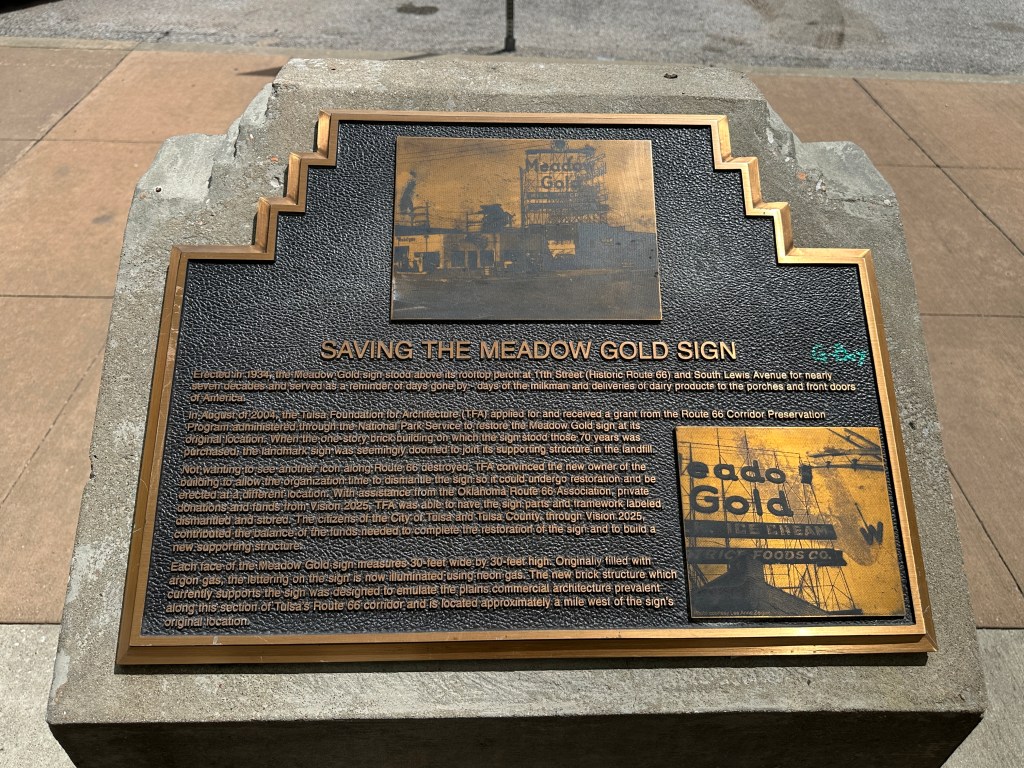 Meadow
Gold
SAVING THE MEADOW GOLD SIGN
G-Boy
Erected in 1934, the Meadow Gold sign stood above its rooftop perch at 11th Street (Historic Route 66) and South Lewis Avenue for nearly
seven decades and served as a reminder of days gone by - days of the milkman and deliveries of dairy products to the porches and front doors
of America.
In August of 2004, the Tulsa Foundation for Architecture (TFA) applied for and received a grant from the Route 66 Corridor Preservation
Program administered through the National Park Service to restore the Meadow Gold sign at its
original location. When the one-story brick building on which the sign stood those 70 years was
purchased, the landmark sign was seemingly doomed to join its supporting structure in the landfill.
Not wanting to see another icon along Route 66 destroyed, TFA convinced the new owner of the
building to allow the organization time to dismantle the sign so it could undergo restoration and be
erected at a different location. With assistance from the Oklahoma Route 66 Association, private
donations and funds from Vision 2025, TFA was able to have the sign parts and framework labeled,
dismantled and stored. The citizens of the City of Tulsa and Tulsa County, through Vision 2025,
contributed the balance of the funds needed to complete the restoration of the sign and to build a
new supporting structure.
Each face of the Meadow Gold sign measures 30-feet wide by 30-feet high. Originally filled with
argon gas, the lettering on the sign is now illuminated using neon gas. The new brick structure which
currently supports the sign was designed to emulate the plains commercial architecture prevalent
along this section of Tulsa's Route 66 corridor and is located approximately a mile west of the sign's
original location.
eado
Gold
W
TRICE FOODS CO.